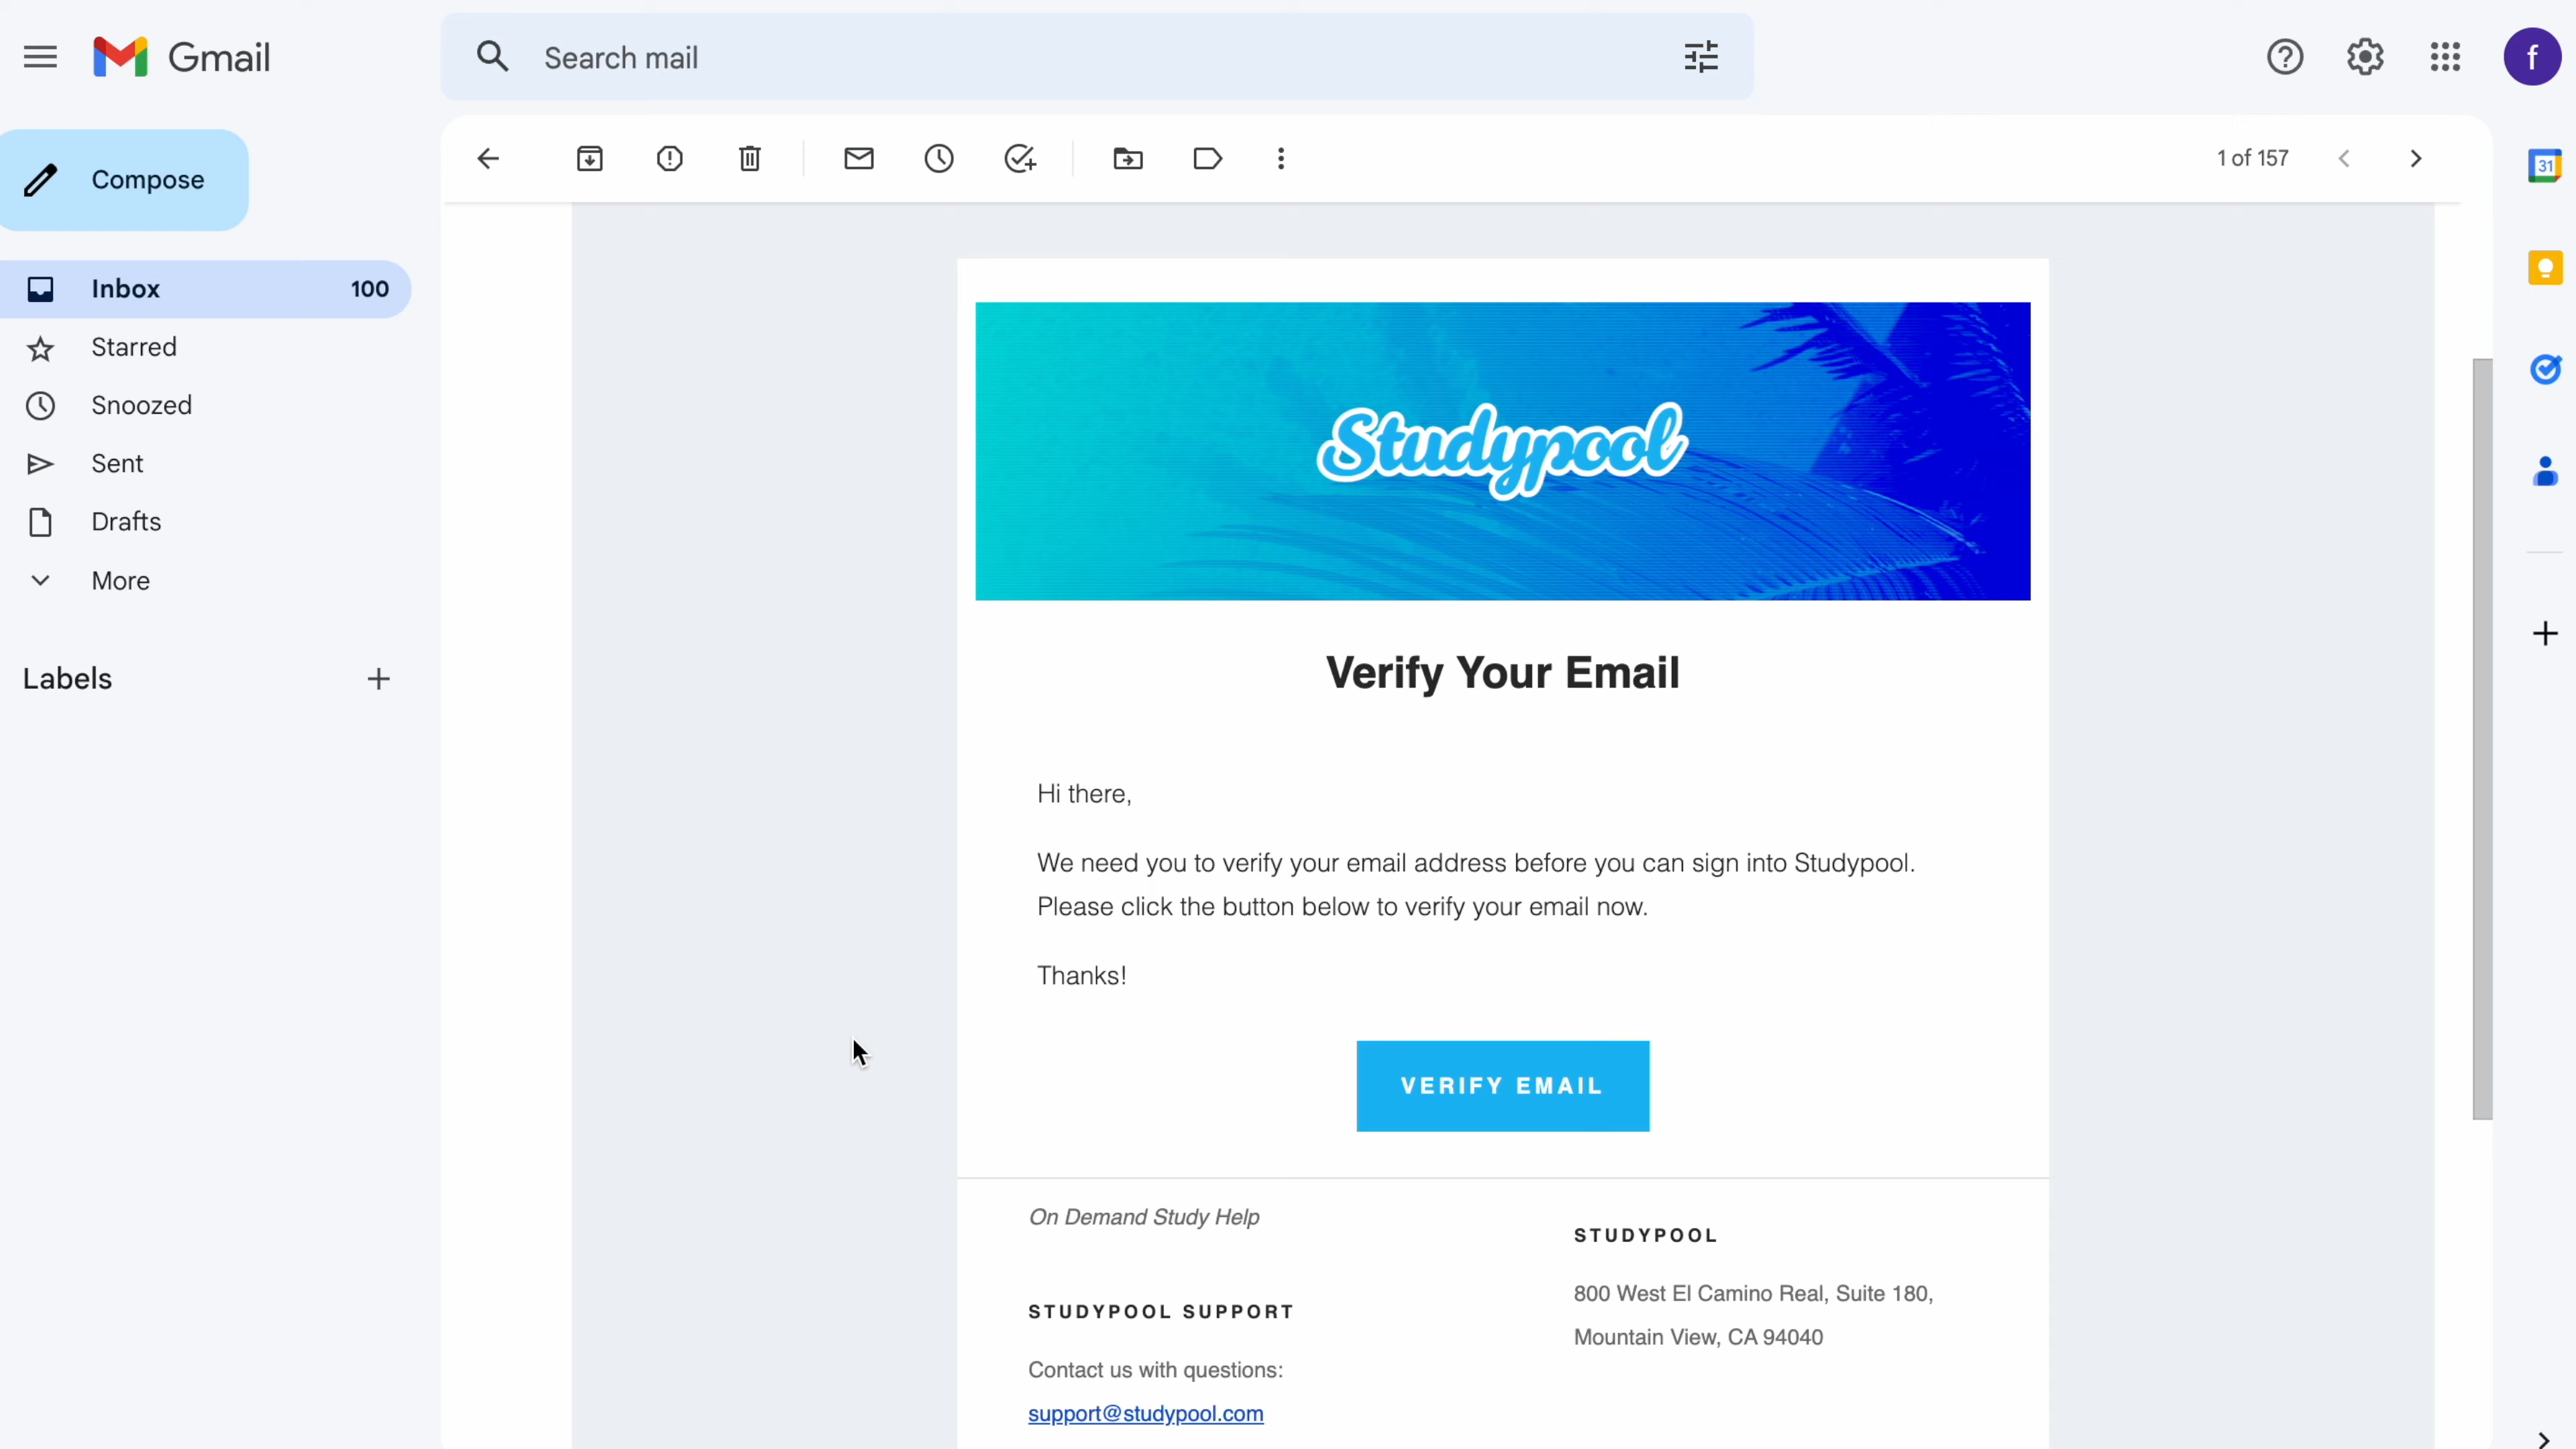 Gmail
Search mail
f
Compose
1 of 157
31
Inbox 100
Starred
Snoozed
Sent
Drafts
More
Labels
Studypool
Verify Your Email
Hi there,
We need you to verify your email address before you can sign into Studypool.
Please click the button below to verify your email now.
Thanks!
VERIFY EMAIL
On Demand Study Help
STUDYPOOL SUPPORT
Contact us with questions:
support@studypool.com
STUDYPOOL
800 West El Camino Real, Suite 180,
Mountain View, CA 94040